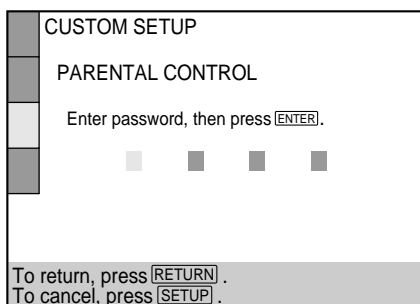 CUSTOM SETUP
PARENTAL CONTROL
Enter password, then press ENTER.
To return, press RETURN .
To cancel, press SETUP .